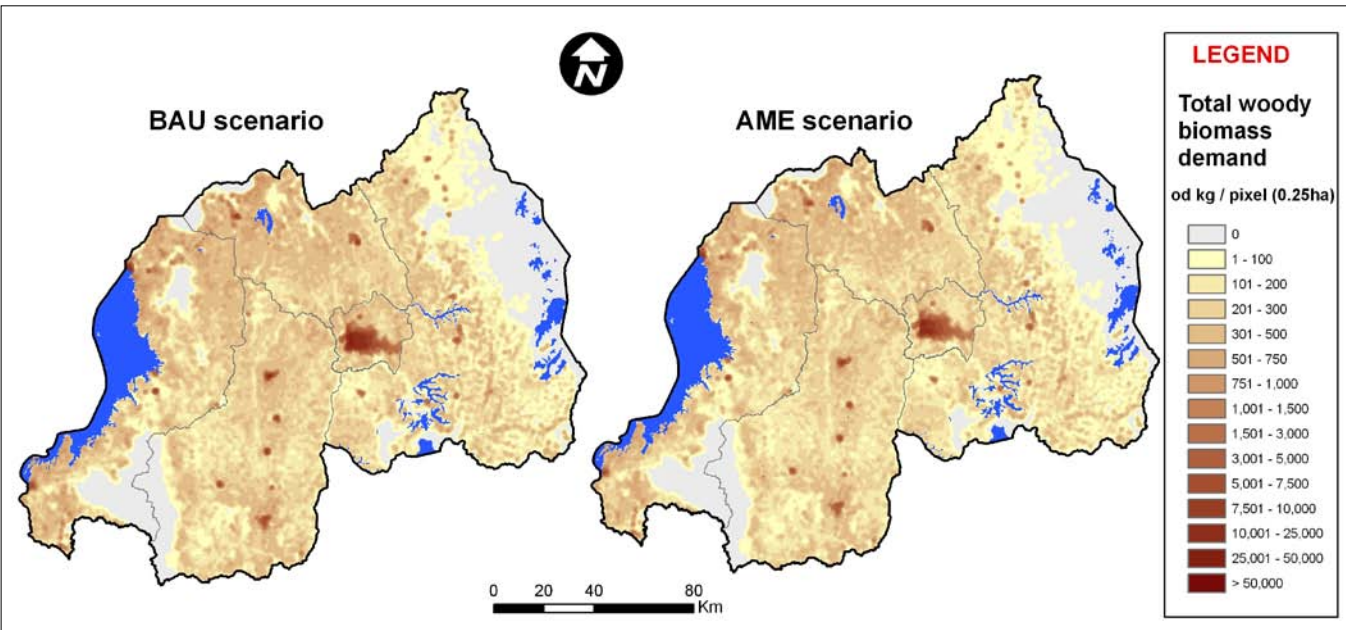 BAU scenario
N
AME scenario
LEGEND
Total woody
biomass
demand
od kg / pixel (0.25ha)
0
1 - 100
101 - 200
201 - 300
301 - 500
501 - 750
751 - 1,000
1,001 - 1,500
1,501 - 3,000
3,001 - 5,000
5,001 - 7,500
7,501 - 10,000
10,001 - 25,000
25,001 - 50,000
> 50,000
0 20 40 80
Km